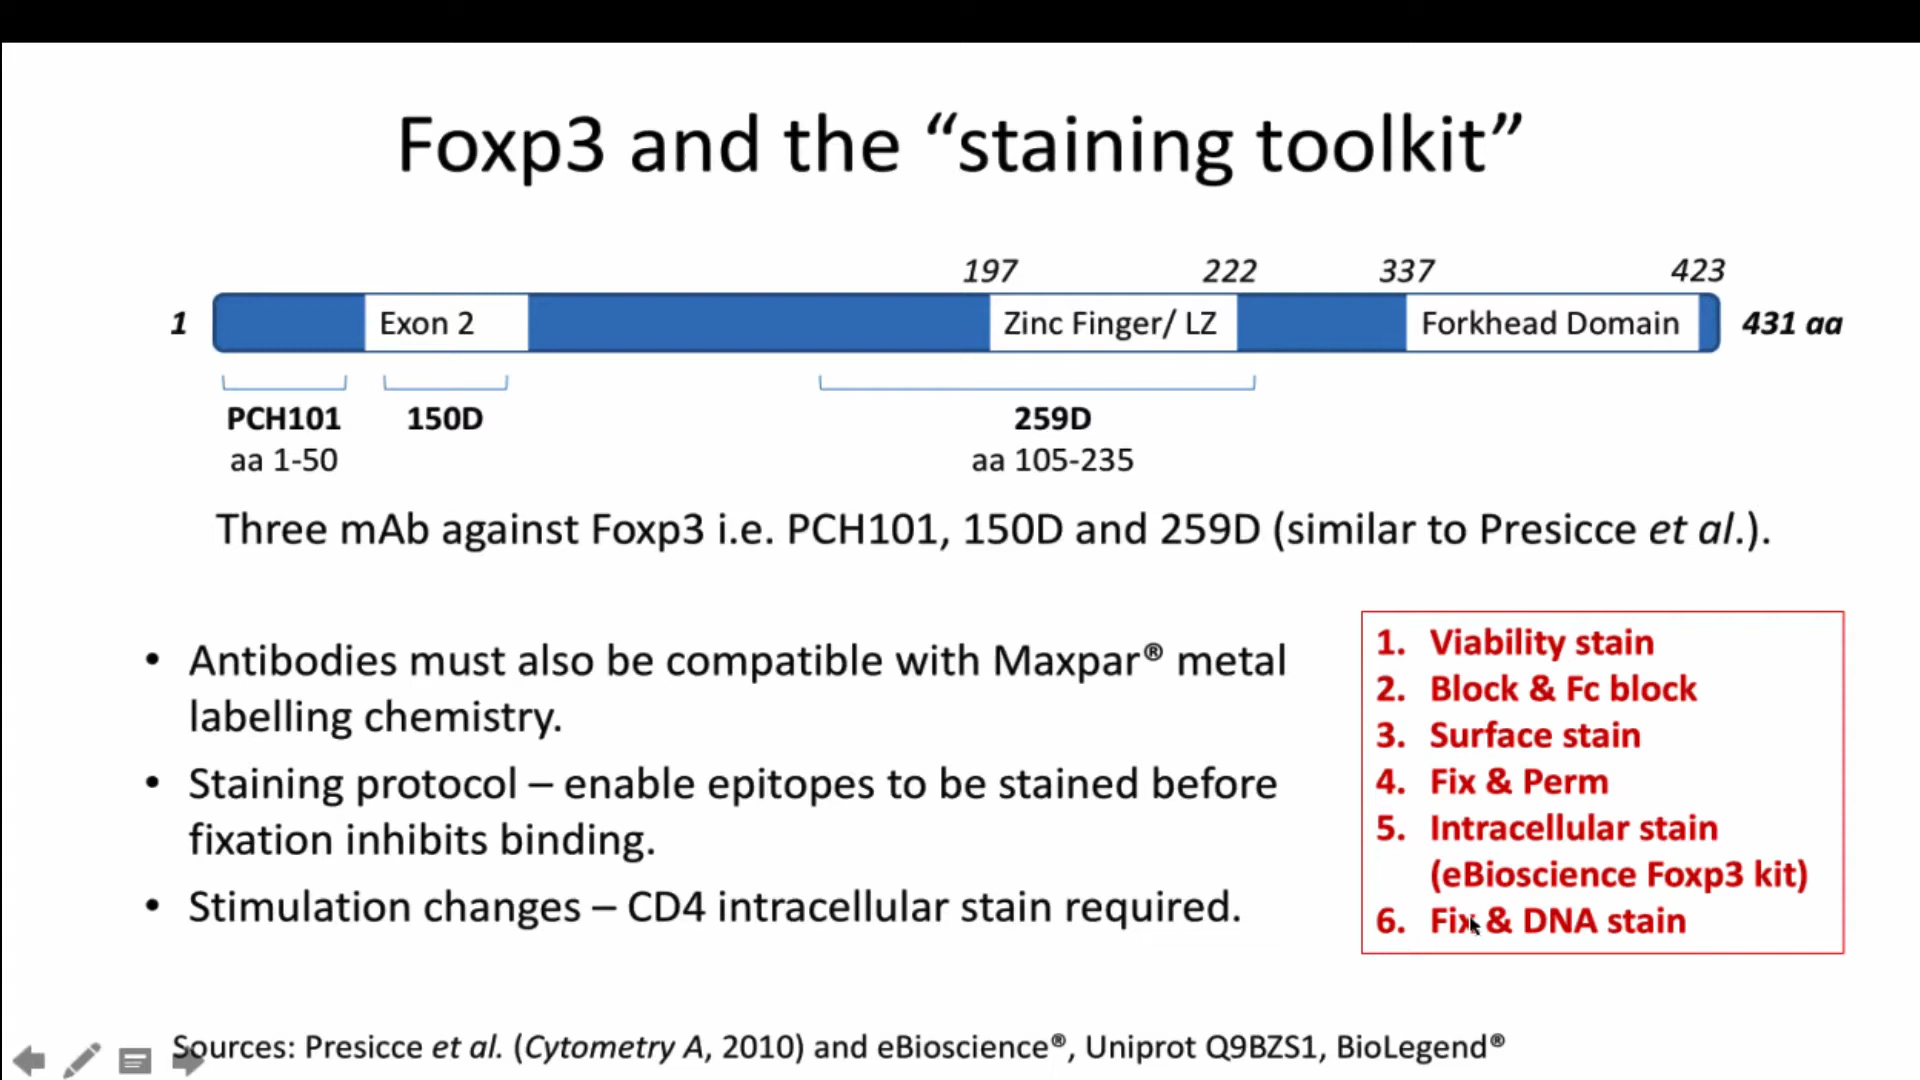 Foxp3 and the “staining toolkit”
197 222 337 423
1 Exon 2 Zinc Finger/ LZ Forkhead Domain 431 aa
PCH101 150D 259D
aa 1-50 aa 105-235
Three mAb against Foxp3 i.e. PCH101, 150D and 259D (similar to Presicce et al.).
• Antibodies must also be compatible with Maxpar® metal
labelling chemistry.
• Staining protocol – enable epitopes to be stained before
fixation inhibits binding.
• Stimulation changes – CD4 intracellular stain required.
1. Viability stain
2. Block & Fc block
3. Surface stain
4. Fix & Perm
5. Intracellular stain
(eBioscience Foxp3 kit)
6. Fix & DNA stain
Sources: Presicce et al. (Cytometry A, 2010) and eBioscience®, Uniprot Q9BZS1, BioLegend®